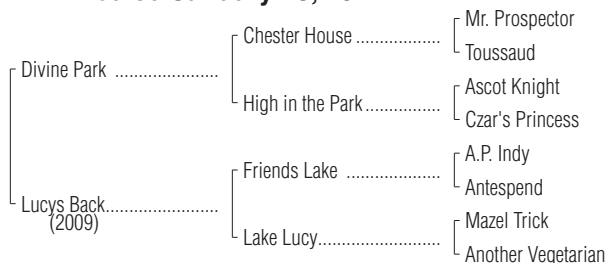 Mr. Prospector
Chester House
Toussaud
Divine Park
Ascot Knight
High in the Park
Czar's Princess
A.P. Indy
Friends Lake
Antespend
Lucys Back
(2009)
Mazel Trick
Lake Lucy
Another Vegetarian